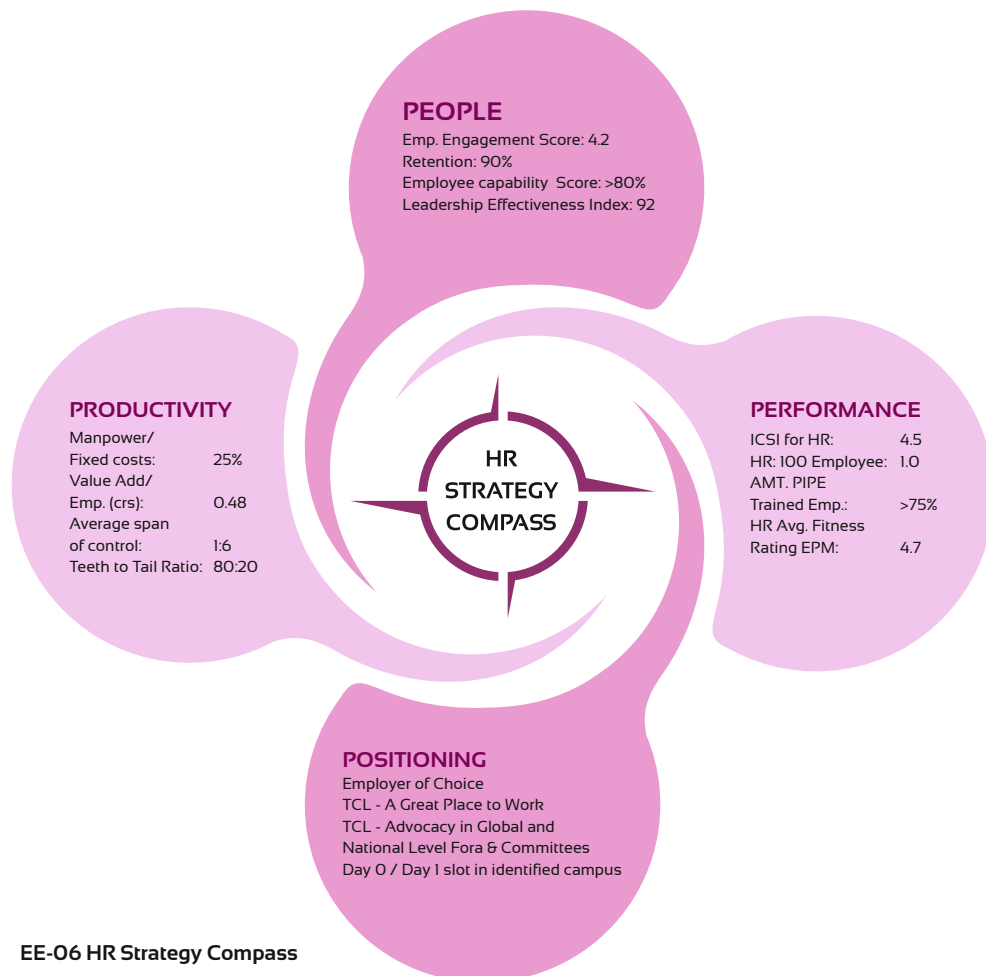 PEOPLE
Emp. Engagement Score: 4.2
Retention: 90%
Employee capability Score: >80%
Leadership Effectiveness Index: 92
PRODUCTIVITY
Manpower/
Fixed costs: 25%
Value Add/
Emp. (crs): 0.48
Average span
of control: 1:6
Teeth to Tail Ratio: 80:20
HR
STRATEGY
COMPASS
PERFORMANCE
ICSI for HR: 4.5
HR: 100 Employee: 1.0
AMT. PIPE
Trained Emp.: >75%
HR Avg. Fitness
Rating EPM: 4.7
POSITIONING
Employer of Choice
TCL - A Great Place to Work
TCL - Advocacy in Global and
National Level Fora & Committees
Day 0 / Day 1 slot in identified campus
EE-06 HR Strategy Compass